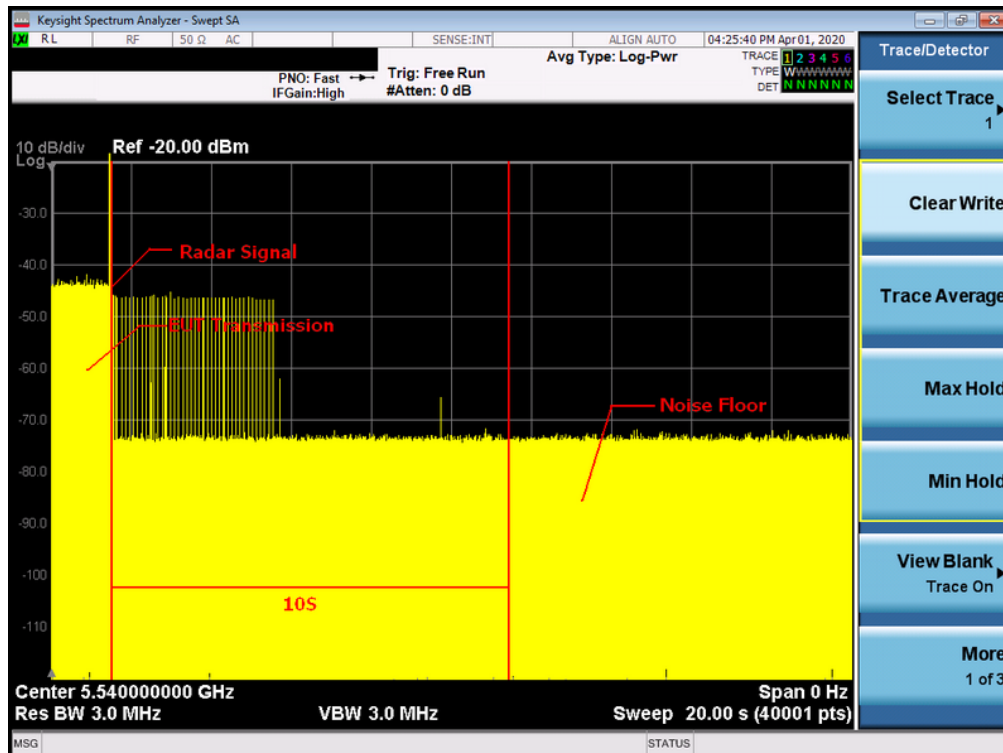 Keysight Spectrum Analyzer - Swept SA
LXI RL RF 50 Ω AC SENSE:INT ALIGN AUTO 04:25:40 PM Apr 01, 2020
PNO: Fast
IFGain:High
Trig: Free Run
#Atten: 0 dB
Avg Type: Log-Pwr
TRACE 1 2 3 4 5 6
TYPE WWWWWW
DET N N N N N N
10 dB/div
Log
Ref -20.00 dBm
-30.0
-40.0
-50.0
-60.0
-70.0
-80.0
-90.0
-100
-110
Radar Signal
EUT Transmission
Noise Floor
10S
Center 5.540000000 GHz
Span 0 Hz
Res BW 3.0 MHz
VBW 3.0 MHz
Sweep 20.00 s (40001 pts)
MSG
STATUS
Trace/Detector
Select Trace
1
Clear Write
Trace Average
Max Hold
Min Hold
View Blank
Trace On
More
1 of 3